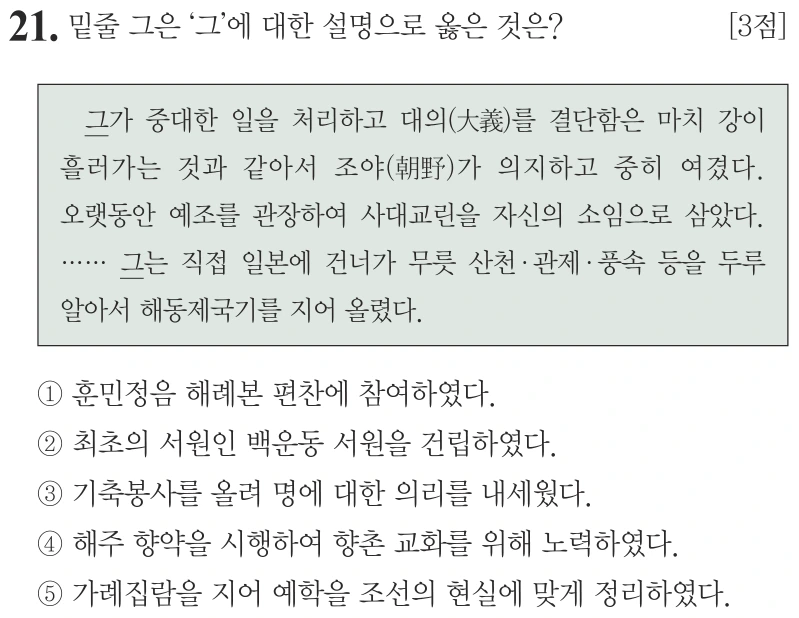 21. 밑줄 그은 ‘그’에 대한 설명으로 옳은 것은? [3점]
그가 중대한 일을 처리하고 대의(大義)를 결단함은 마치 강이
흘러가는 것과 같아서 조야(朝野)가 의지하고 중히 여겼다.
오랫동안 예조를 관장하여 사대교린을 자신의 소임으로 삼았다.
…… 그는 직접 일본에 건너가 무릇 산천·관제·풍속 등을 두루
알아서 해동제국기를 지어 올렸다.
① 훈민정음 해례본 편찬에 참여하였다.
② 최초의 서원인 백운동 서원을 건립하였다.
③ 기축봉사를 올려 명에 대한 의리를 내세웠다.
④ 해주 향약을 시행하여 향촌 교화를 위해 노력하였다.
⑤ 가례집람을 지어 예학을 조선의 현실에 맞게 정리하였다.